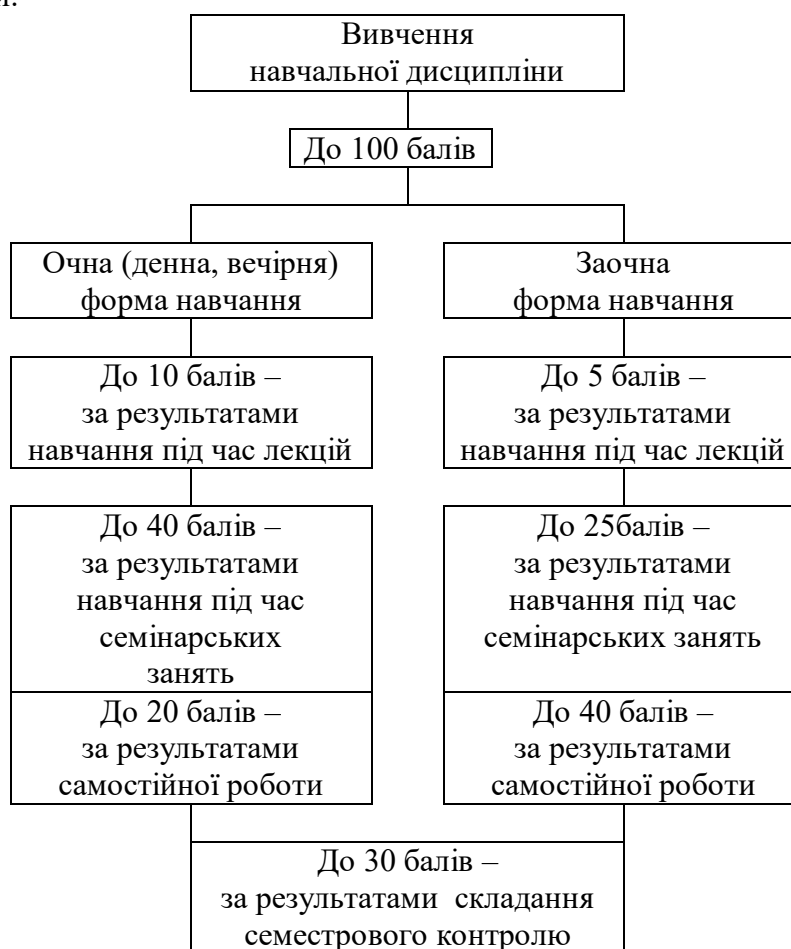 и.
Вивчення
навчальної дисципліни
До 100 балів
Очна (денна, вечірня)
форма навчання
Заочна
форма навчання
До 10 балів –
за результатами
навчання під час лекцій
До 5 балів –
за результатами
навчання під час лекцій
До 40 балів –
за результатами
навчання під час
семінарських
занять
До 25балів –
за результатами
навчання під час
семінарських занять
До 20 балів –
за результатами
самостійної роботи
До 40 балів –
за результатами
самостійної роботи
До 30 балів –
за результатами складання
семестрового контролю